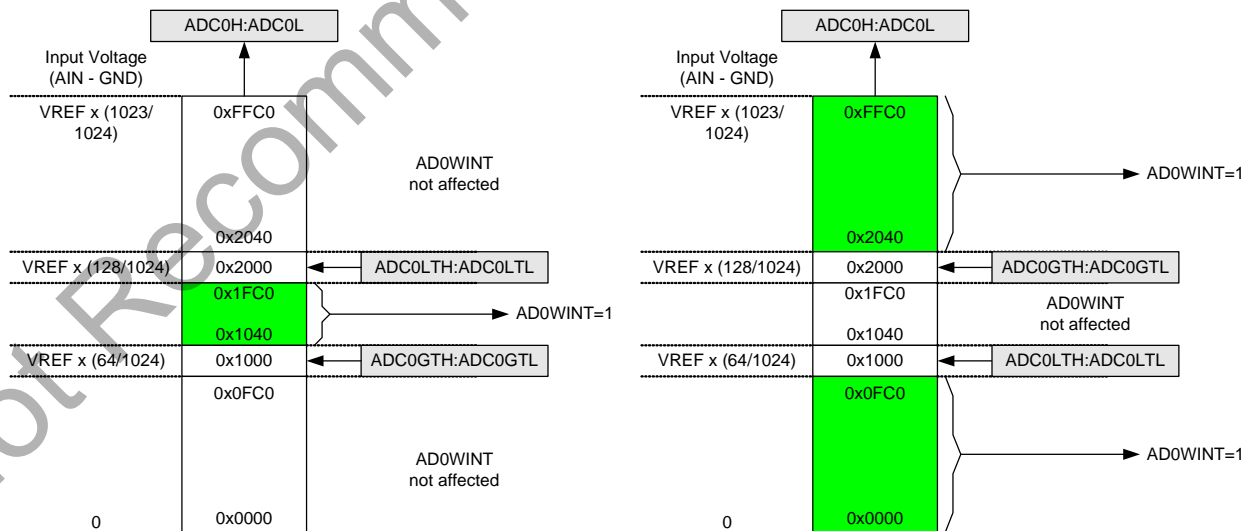 ADC0H:ADC0L
Input Voltage
(AIN - GND)
VREF x (1023/
1024)
0xFFC0
AD0WINT
not affected
0x2040
VREF x (128/1024)
0x2000
ADC0LTH:ADC0LTL
0x1FC0
AD0WINT=1
0x1040
VREF x (64/1024)
0x1000
ADC0GTH:ADC0GTL
0x0FC0
AD0WINT
not affected
0
0x0000
ADC0H:ADC0L
Input Voltage
(AIN - GND)
VREF x (1023/
1024)
0xFFC0
AD0WINT=1
0x2040
VREF x (128/1024)
0x2000
ADC0GTH:ADC0GTL
0x1FC0
AD0WINT
not affected
0x1040
VREF x (64/1024)
0x1000
ADC0LTH:ADC0LTL
0x0FC0
AD0WINT=1
0
0x0000